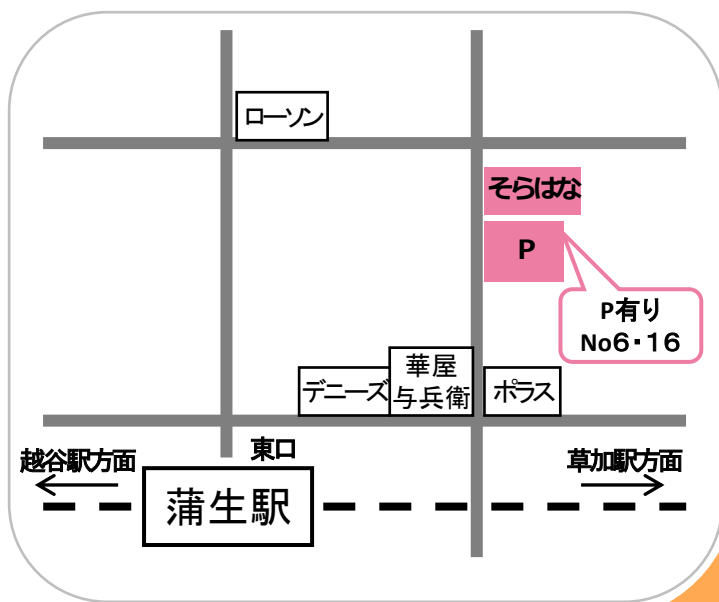 ローソン
そらはな
P
P有り
No6・16
華屋
与兵衛
デニーズ
ポラス
東口
越谷駅方面
草加駅方面
蒲生駅